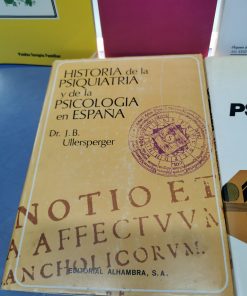 HISTORIA de la
PSIQUIATRIA
y de la
PSICOLOGIA
en ESPAÑA
Dr. J.B.
Ullersperger
NOTIO ET
A AFFECTVVM
ANCHOLICORVM.
EDITORIAL ALHAMBRA, S.A.
PS